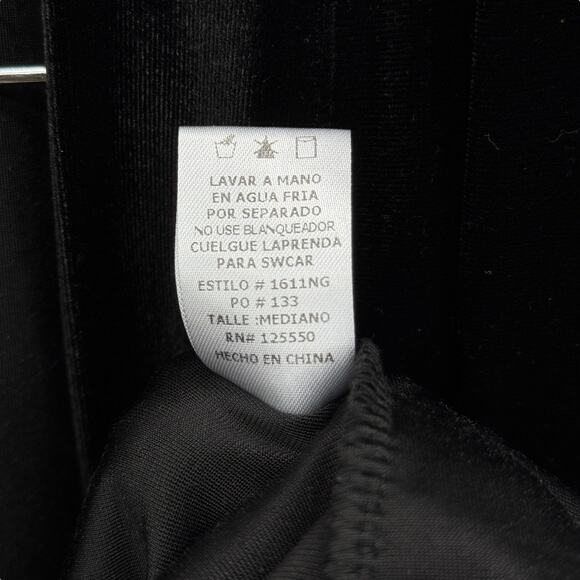 LAVAR A MANO
EN AGUA FRIA
POR SEPARADO
NO USE BLANQUEADOR
CUELGUE LAPRENDA
PARA SWCAR
ESTILO # 1611NG
PO # 133
TALLE :MEDIANO
RN# 125550
HECHO EN CHINA